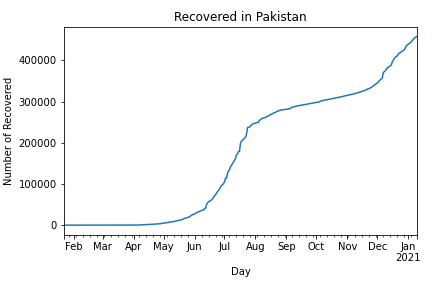 Recovered in Pakistan
Number of Recovered
400000
300000
200000
100000
0
Feb Mar Apr May Jun Jul Aug Sep Oct Nov Dec Jan
2021
Day